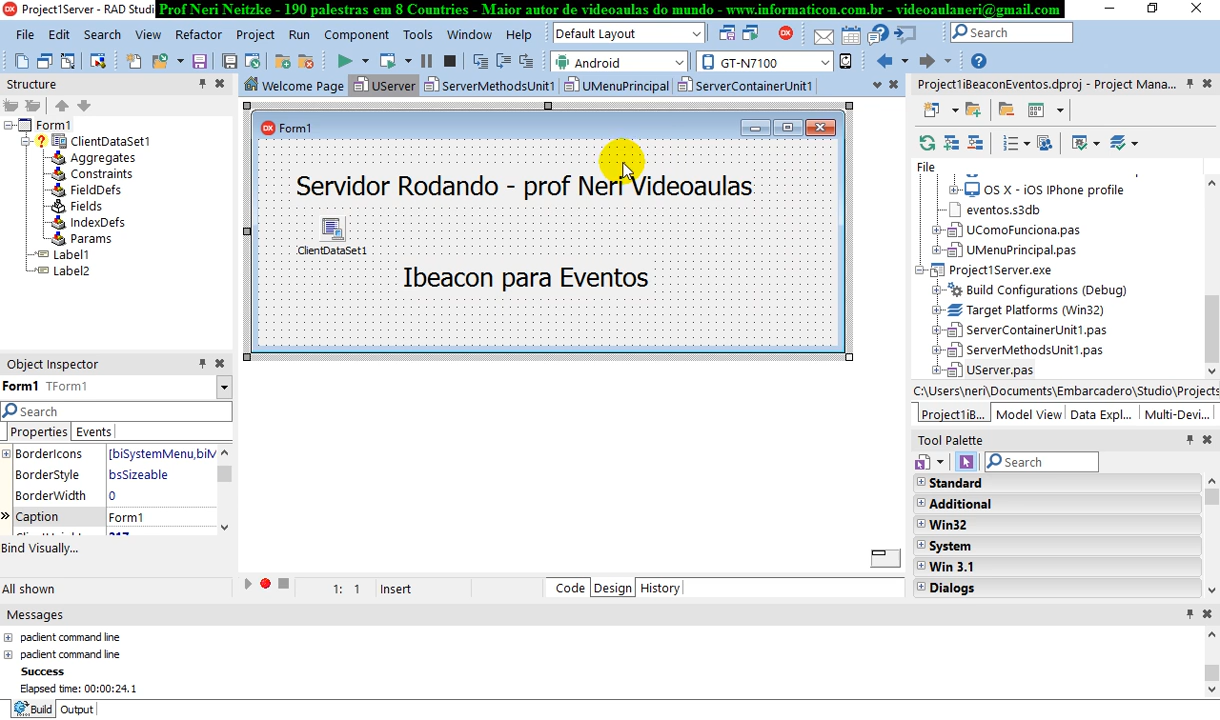 Project1Server - RAD Studi
Prof Neri Neitzke - 190 palestras em 8 Countries - Maior autor de videoaulas do mundo - www.informaticon.com.br - videoaulaneri@gmail.com
File Edit Search View Refactor Project Run Component Tools Window Help Default Layout Search
Android GT-N7100
Structure
Welcome Page UServer ServerMethodsUnit1 UMenuPrincipal ServerContainerUnit1
Project1iBeaconEventos.dproj - Project Mana...
Form1
ClientDataSet1
Aggregates
Constraints
FieldDefs
Fields
IndexDefs
Params
Label1
Label2
Form1
Servidor Rodando - prof Neri Videoaulas
ClientDataSet1
Ibeacon para Eventos
File
OS X - iOS IPhone profile
eventos.s3db
UComoFunciona.pas
UMenuPrincipal.pas
Project1Server.exe
Build Configurations (Debug)
Target Platforms (Win32)
ServerContainerUnit1.pas
ServerMethodsUnit1.pas
UServer.pas
C:\Users\neri\Documents\Embarcadero\Studio\Projects
Project1iB... Model View Data Expl... Multi-Devi...
Object Inspector
Form1 TForm1
Search
Properties Events
BorderIcons [biSystemMenu,biM
BorderStyle bsSizeable
BorderWidth 0
Caption Form1
Bind Visually...
All shown
1: 1 Insert
Code Design History
Tool Palette
Search
Standard
Additional
Win32
System
Win 3.1
Dialogs
Messages
paclient command line
paclient command line
Success
Elapsed time: 00:00:24.1
Build Output